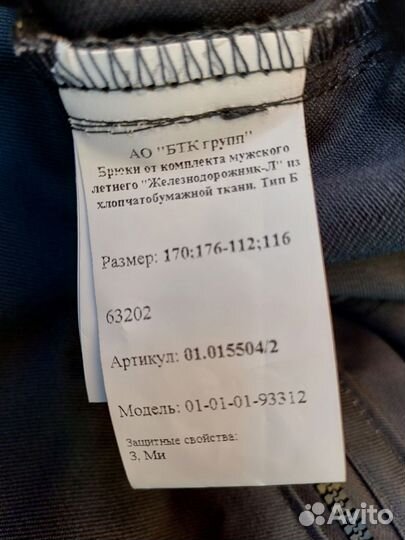 АО "БТК групп"
Брюки от комплекта мужского
летнего "Железнодорожник-Л" из
хлопчатобумажной ткани. Тип Б
Размер: 170;176-112;116
63202
Артикул: 01.015504/2
Модель: 01-01-01-93312
Защитные свойства:
З. Ми
Avito